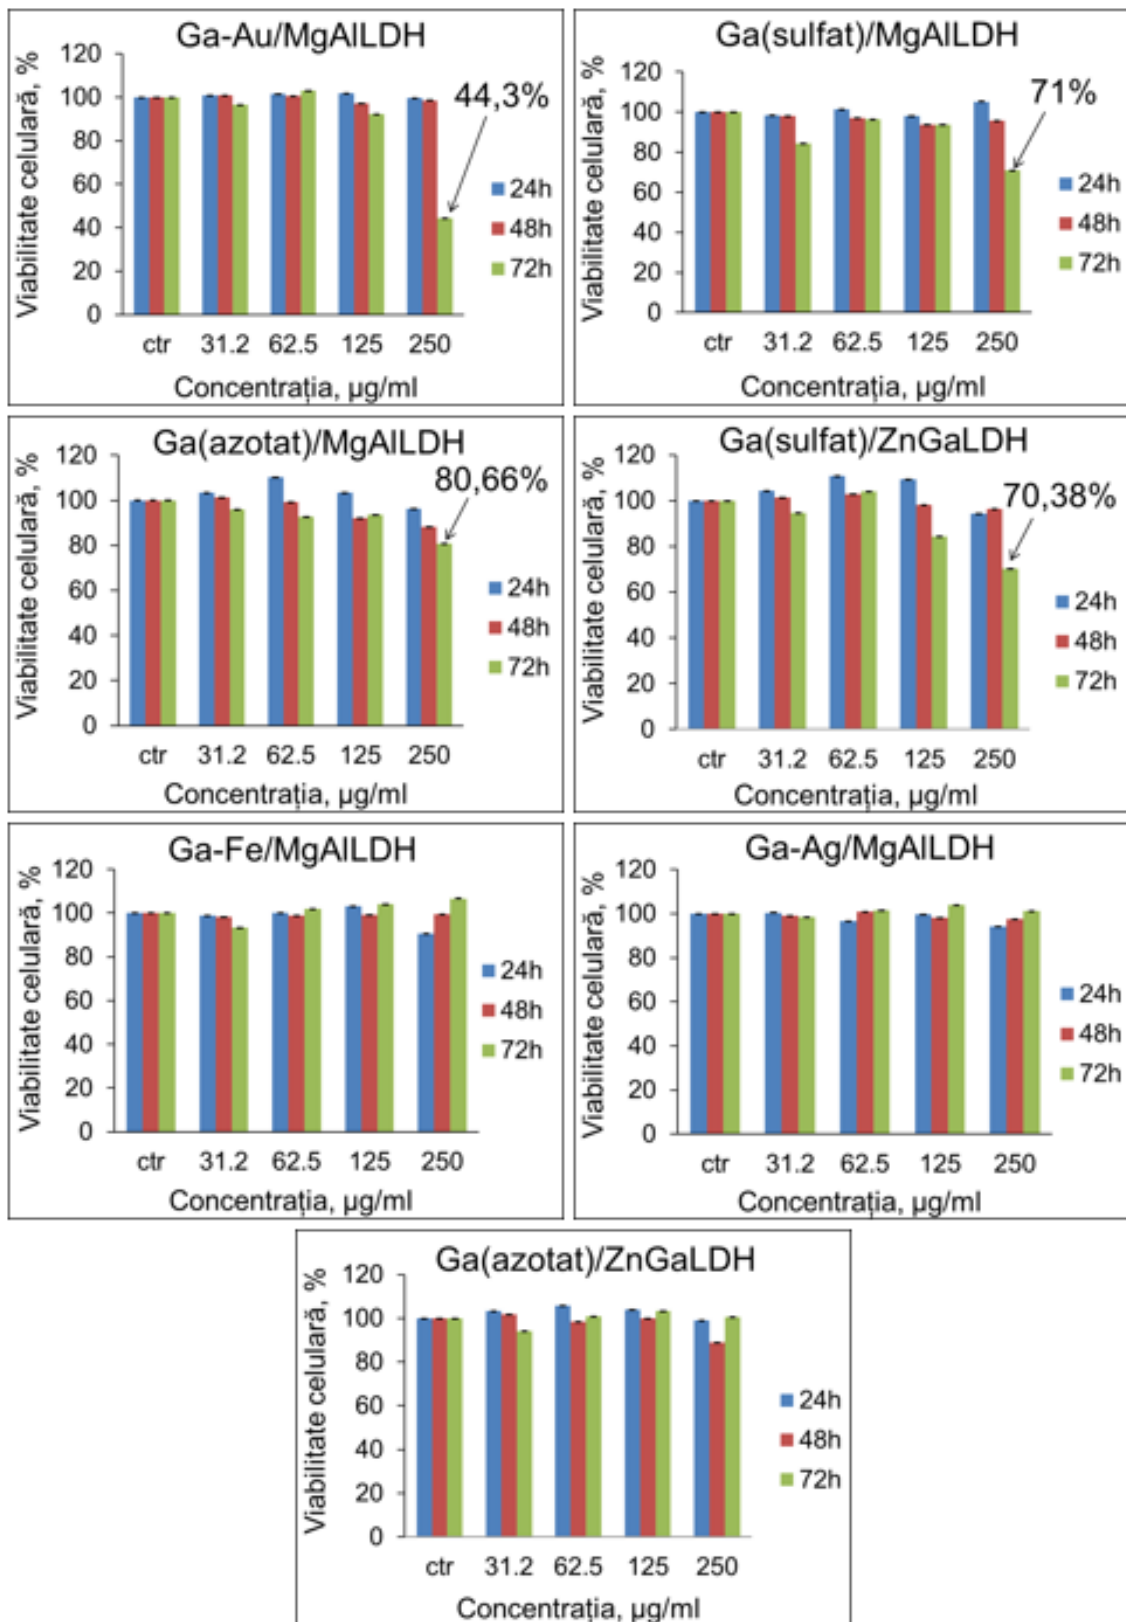 Ga-Au/MgAlLDH
Viabilitate celulară, %
120
100
80
60
40
20
0
44,3%
24h
48h
72h
ctr 31.2 62.5 125 250
Concentrația, µg/ml
Ga(sulfat)/MgAlLDH
Viabilitate celulară, %
120
100
80
60
40
20
0
71%
24h
48h
72h
ctr 31.2 62.5 125 250
Concentrația, µg/ml
Ga(azotat)/MgAlLDH
Viabilitate celulară, %
120
100
80
60
40
20
0
80,66%
24h
48h
72h
ctr 31.2 62.5 125 250
Concentrația, µg/ml
Ga(sulfat)/ZnGaLDH
Viabilitate celulară, %
120
100
80
60
40
20
0
70,38%
24h
48h
72h
ctr 31.2 62.5 125 250
Concentrația, µg/ml
Ga-Fe/MgAlLDH
Viabilitate celulară, %
120
100
80
60
40
20
0
24h
48h
72h
ctr 31.2 62.5 125 250
Concentrația, µg/ml
Ga-Ag/MgAlLDH
Viabilitate celulară, %
120
100
80
60
40
20
0
24h
48h
72h
ctr 31.2 62.5 125 250
Concentrația, µg/ml
Ga(azotat)/ZnGaLDH
Viabilitate celulară, %
120
100
80
60
40
20
0
24h
48h
72h
ctr 31.2 62.5 125 250
Concentrația, µg/ml